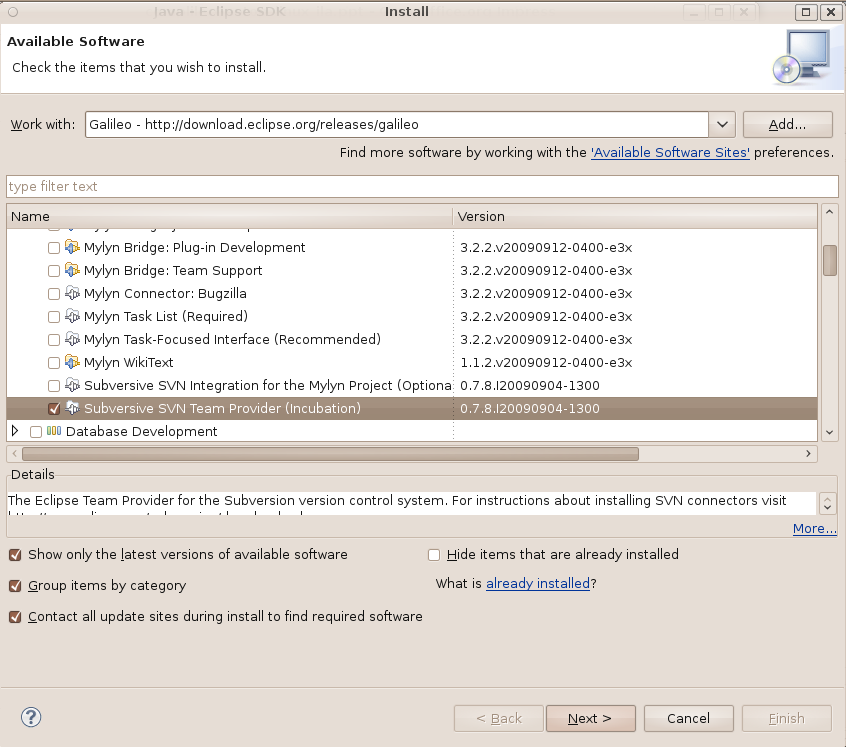 Java - Eclipse SDK
Install
Available Software
Check the items that you wish to install.
Work with: Galileo - http://download.eclipse.org/releases/galileo Add...
Find more software by working with the 'Available Software Sites' preferences.
type filter text
Name Version
Mylyn Bridge: Plug-in Development 3.2.2.v20090912-0400-e3x
Mylyn Bridge: Team Support 3.2.2.v20090912-0400-e3x
Mylyn Connector: Bugzilla 3.2.2.v20090912-0400-e3x
Mylyn Task List (Required) 3.2.2.v20090912-0400-e3x
Mylyn Task-Focused Interface (Recommended) 3.2.2.v20090912-0400-e3x
Mylyn WikiText 1.1.2.v20090912-0400-e3x
Subversive SVN Integration for the Mylyn Project (Optiona 0.7.8.I20090904-1300
Subversive SVN Team Provider (Incubation) 0.7.8.I20090904-1300
Database Development
Details
The Eclipse Team Provider for the Subversion version control system. For instructions about installing SVN connectors visit
More...
Show only the latest versions of available software Hide items that are already installed
Group items by category What is already installed?
Contact all update sites during install to find required software
< Back Next > Cancel Finish